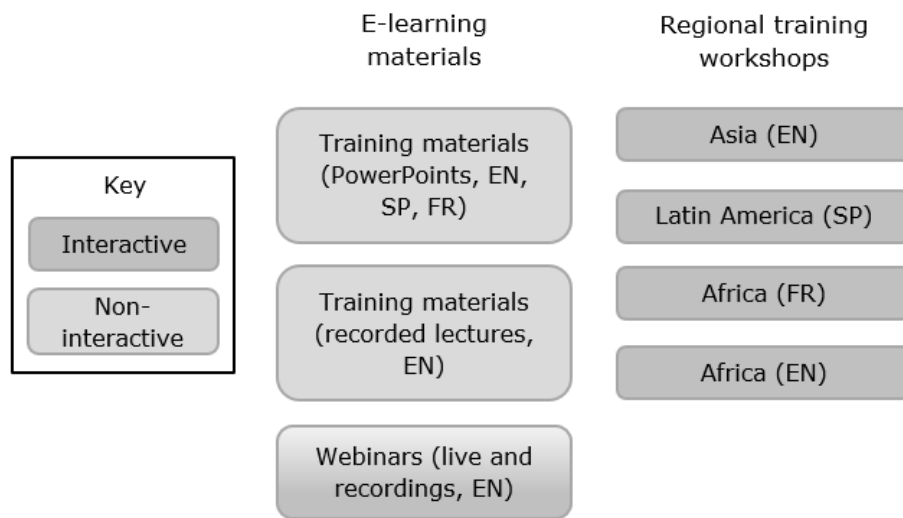 E-learning
materials
Training materials
(PowerPoints, EN,
SP, FR)
Training materials
(recorded lectures,
EN)
Webinars (live and
recordings, EN)
Regional training
workshops
Asia (EN)
Latin America (SP)
Africa (FR)
Africa (EN)
Key
Interactive
Non-
interactive